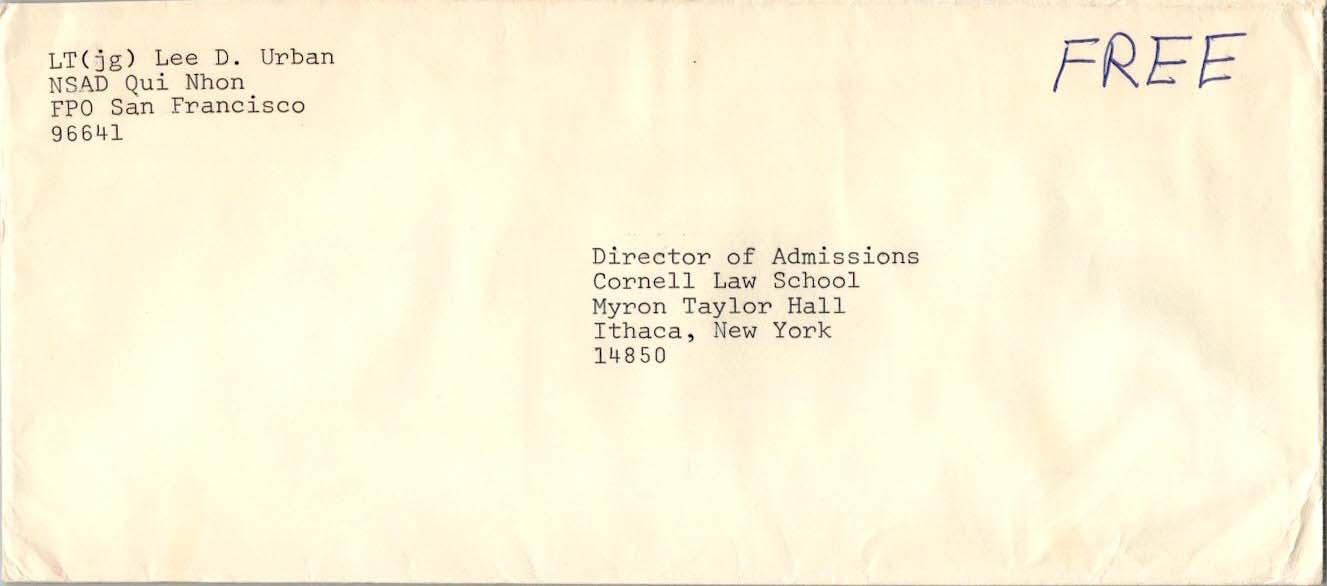 LT(jg) Lee D. Urban
NSAD Qui Nhon
FPO San Francisco
96641
FREE
Director of Admissions
Cornell Law School
Myron Taylor Hall
Ithaca, New York
14850